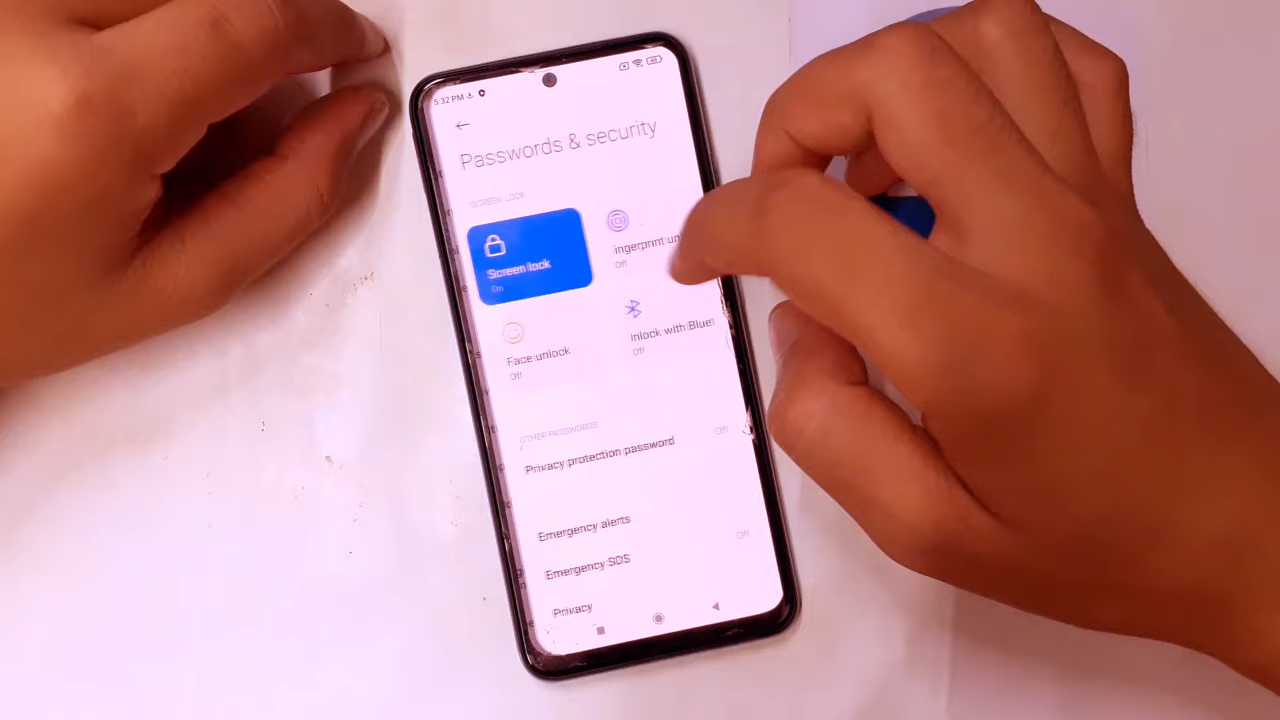 5:32 PM
Passwords & security
SCREEN LOCK
Screen lock
On
ingerprint un
Off
Face unlock
Off
nlock with Bluet
Off
OTHER PASSWORDS
Privacy protection password
Off
Emergency alerts
Emergency SOS
Off
Privacy